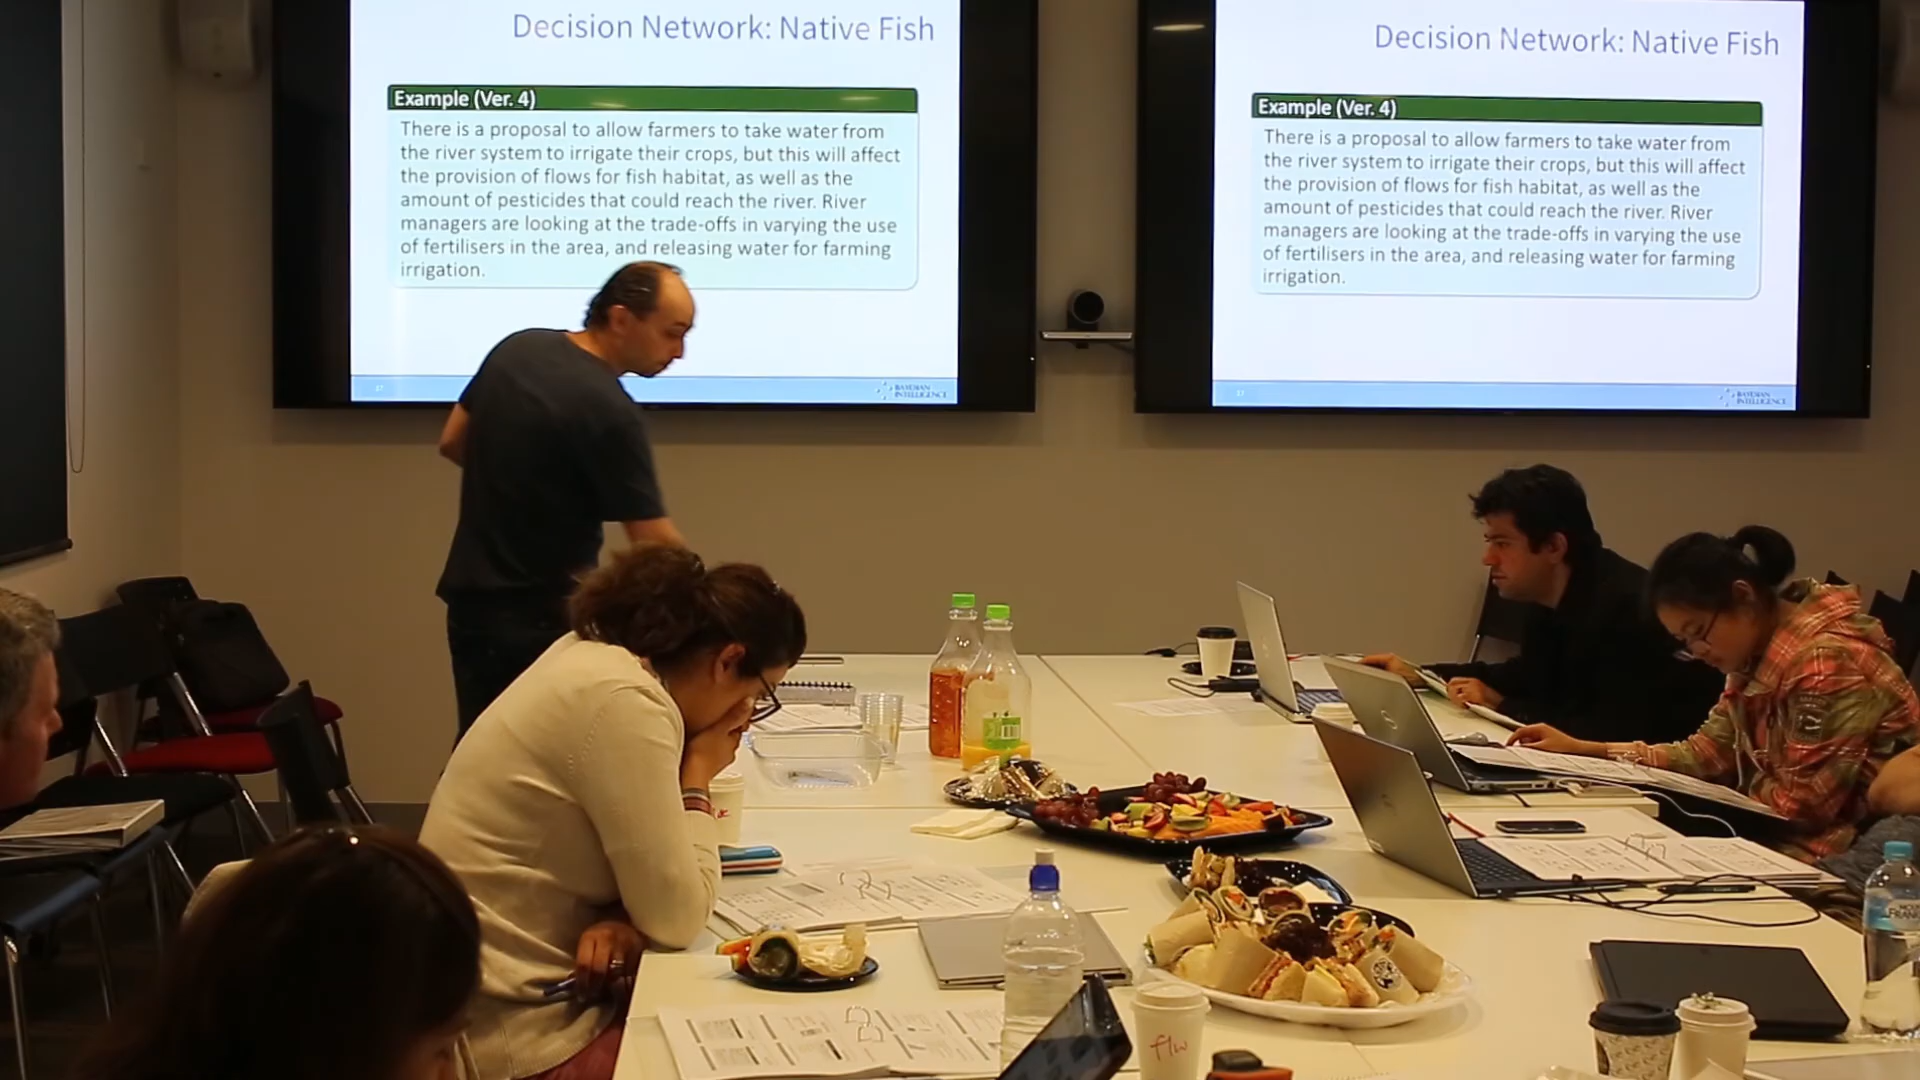 Decision Network: Native Fish
Example (Ver. 4)
There is a proposal to allow farmers to take water from
the river system to irrigate their crops, but this will affect
the provision of flows for fish habitat, as well as the
amount of pesticides that could reach the river. River
managers are looking at the trade-offs in varying the use
of fertilisers in the area, and releasing water for farming
irrigation.
37
BAYESIAN
INTELLIGENCE
Decision Network: Native Fish
Example (Ver. 4)
There is a proposal to allow farmers to take water from
the river system to irrigate their crops, but this will affect
the provision of flows for fish habitat, as well as the
amount of pesticides that could reach the river. River
managers are looking at the trade-offs in varying the use
of fertilisers in the area, and releasing water for farming
irrigation.
37
BAYESIAN
INTELLIGENCE
flw